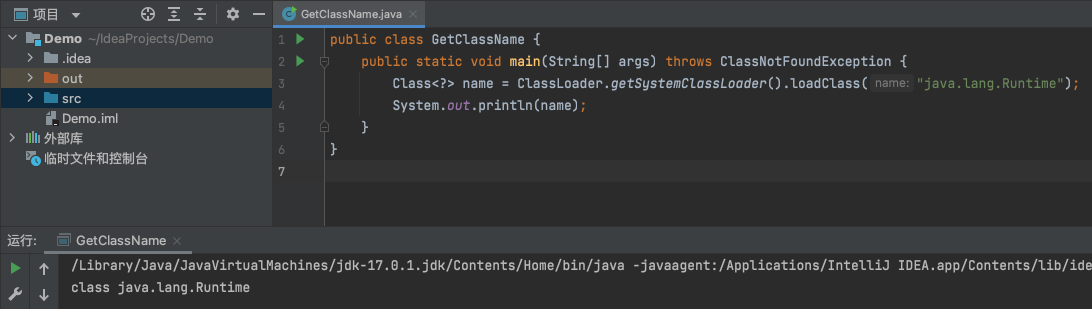 项目
GetClassName.java
Demo ~/IdeaProjects/Demo
.idea
out
src
Demo.iml
外部库
临时文件和控制台
1 public class GetClassName {
2 public static void main(String[] args) throws ClassNotFoundException {
3 Class<?> name = ClassLoader.getSystemClassLoader().loadClass( name: "java.lang.Runtime");
4 System.out.println(name);
5 }
6 }
7
运行: GetClassName
/Library/Java/JavaVirtualMachines/jdk-17.0.1.jdk/Contents/Home/bin/java -javaagent:/Applications/IntelliJ IDEA.app/Contents/lib/ide
class java.lang.Runtime